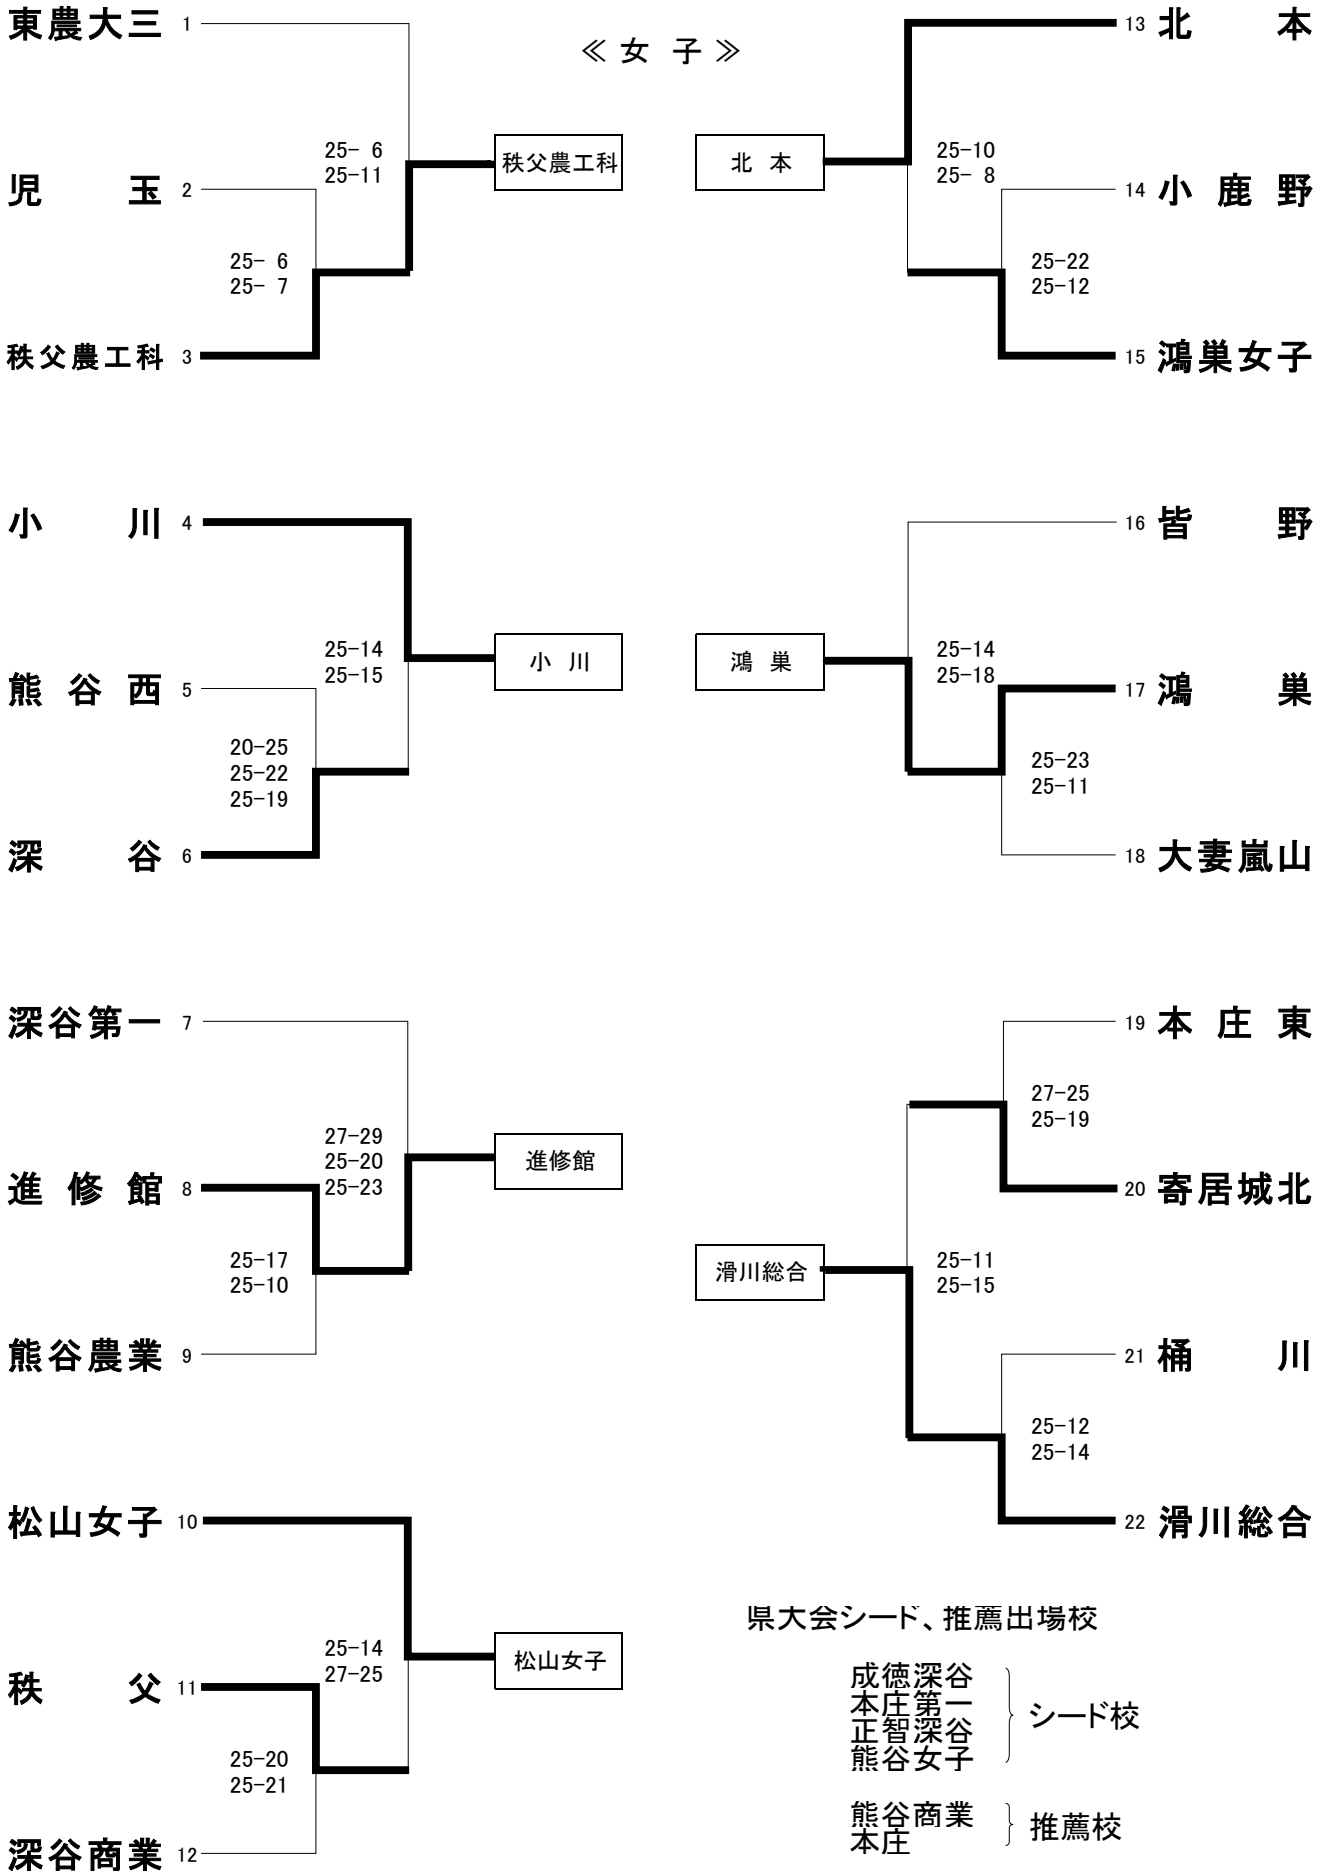 ≪ 女 子 ≫
東農大三 1
25- 6
25-11
秩父農工科
児 玉 2
25- 6
25- 7
秩父農工科 3
小 川 4
25-14
25-15
小 川
熊 谷 西 5
20-25
25-22
25-19
深 谷 6
深谷第一 7
27-29
25-20
25-23
進修館
進 修 館 8
25-17
25-10
熊谷農業 9
松山女子 10
25-14
27-25
松山女子
秩 父 11
25-20
25-21
深谷商業 12
13 北 本
北 本
25-10
25- 8
14 小 鹿 野
25-22
25-12
15 鴻巣女子
16 皆 野
鴻 巣
25-14
25-18
17 鴻 巣
25-23
25-11
18 大妻嵐山
19 本 庄 東
27-25
25-19
20 寄居城北
滑川総合
25-11
25-15
21 桶 川
25-12
25-14
22 滑川総合
県大会シード、推薦出場校
成徳深谷
本庄第一
正智深谷
熊谷女子
シード校
熊谷商業
本庄
推薦校